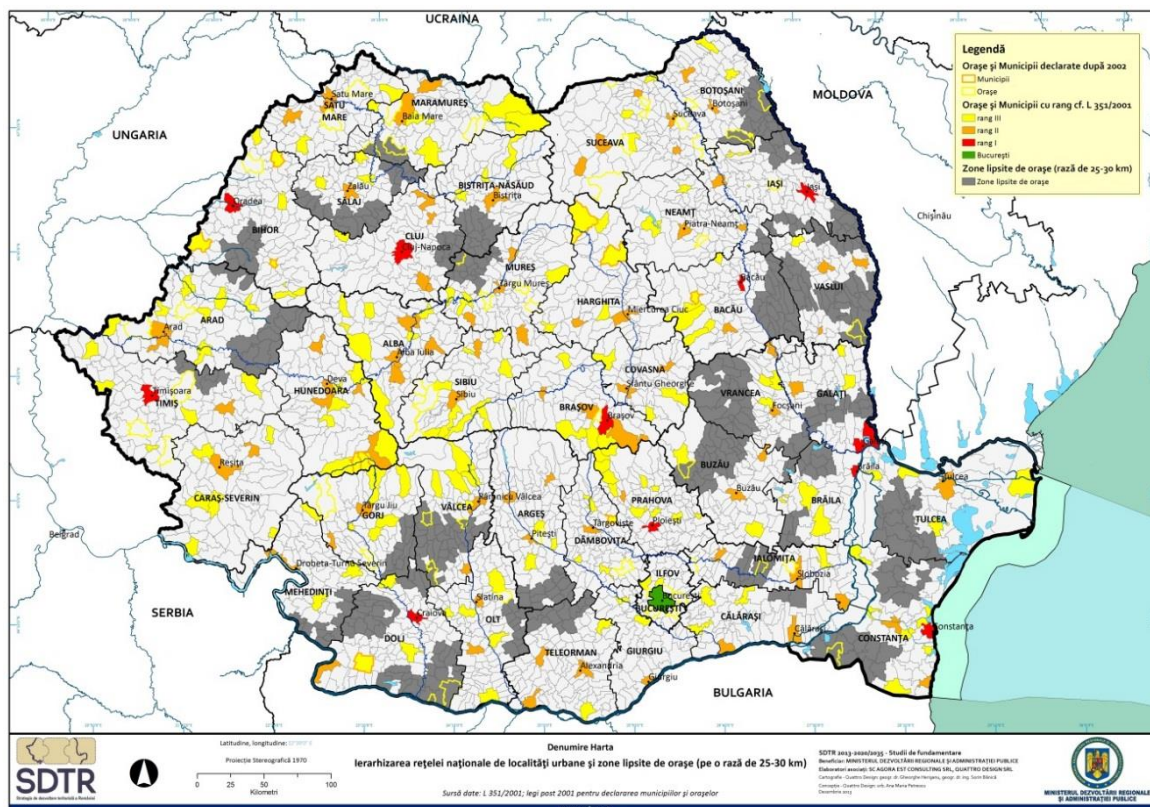 UCRAINA
MOLDOVA
UNGARIA
SERBIA
BULGARIA
Chișinău
Belgrad
Legendă
Orașe și Municipii declarate după 2002
Municipii
Orașe
Orașe și Municipii cu rang cf. L 351/2001
rang III
rang II
rang I
București
Zone lipsite de orașe (rază de 25-30 km)
Zone lipsite de orașe
Satu Mare
SATU
MARE
MARAMUREȘ
Baia Mare
BOTOȘANI
Botoșani
Suceava
SUCEAVA
BISTRIȚA-NĂSĂUD
Bistrița
Zalău
SĂLAJ
Oradea
BIHOR
CLUJ
Cluj-Napoca
IAȘI
Iași
NEAMȚ
Piatra-Neamț
MUREȘ
Târgu Mureș
HARGHITA
Miercurea Ciuc
Bacău
BACĂU
VASLUI
ARAD
Arad
ALBA
Alba Iulia
Timișoara
TIMIȘ
Deva
HUNEDOARA
SIBIU
Sibiu
COVASNA
Sfântu Gheorghe
BRAȘOV
Brașov
VRANCEA
Focșani
GALAȚI
Reșița
CARAȘ-SEVERIN
Târgu Jiu
GORJ
VÂLCEA
Râmnicu Vâlcea
ARGEȘ
Pitești
PRAHOVA
Ploiești
Târgoviște
DÂMBOVIȚA
BUZĂU
Buzău
Brăila
BRĂILA
Tulcea
TULCEA
Drobeta-Turnu Severin
MEHEDINȚI
Craiova
DOLJ
Slatina
OLT
ILFOV
București
BUCUREȘTI
IALOMIȚA
Slobozia
CĂLĂRAȘI
Călărași
CONSTANȚA
Constanța
TELEORMAN
Alexandria
GIURGIU
Giurgiu
SDTR
Strategia de dezvoltare teritorială a României
Latitudine, longitudine:
Proiecție Stereografică 1970
0 25 50 100
Kilometri
Denumire Harta
Ierarhizarea rețelei naționale de localități urbane și zone lipsite de orașe (pe o rază de 25-30 km)
Sursă date: L 351/2001; legi post 2001 pentru declararea municipiilor și orașelor
SDTR 2013-2020/2035 - Studii de fundamentare
Beneficiar: MINISTERUL DEZVOLTĂRII REGIONALE ȘI ADMINISTRAȚIEI PUBLICE
Elaboratori asociați: SC AGORA EST CONSULTING SRL, QUATTRO DESIGN SRL
Decembrie 2013
MINISTERUL DEZVOLTĂRII REGIONALE
ȘI ADMINISTRAȚIEI PUBLICE